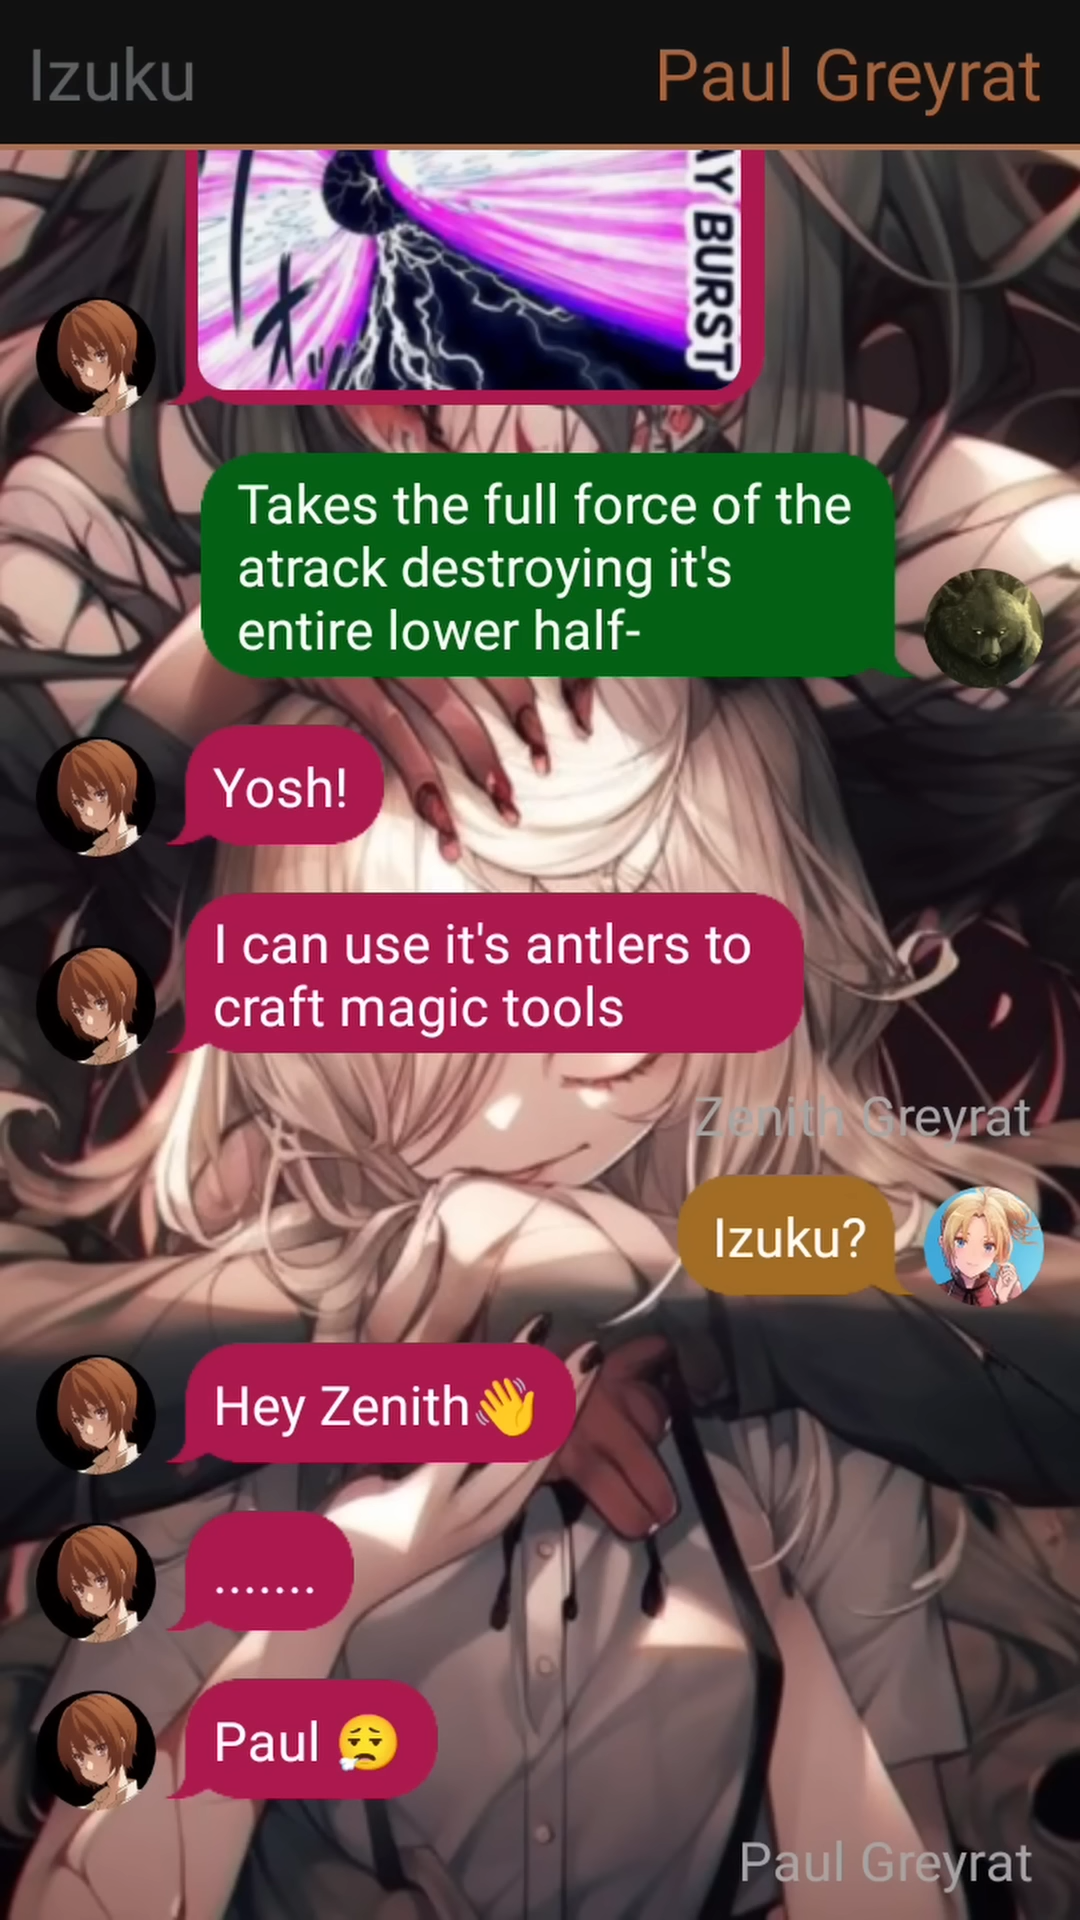 Izuku
Paul Greyrat
AY BURST
Takes the full force of the
atrack destroying it's
entire lower half-
Yosh!
I can use it's antlers to
craft magic tools
Zenith Greyrat
Izuku?
Hey Zenith👋
.......
Paul 😮‍💨
Paul Greyrat